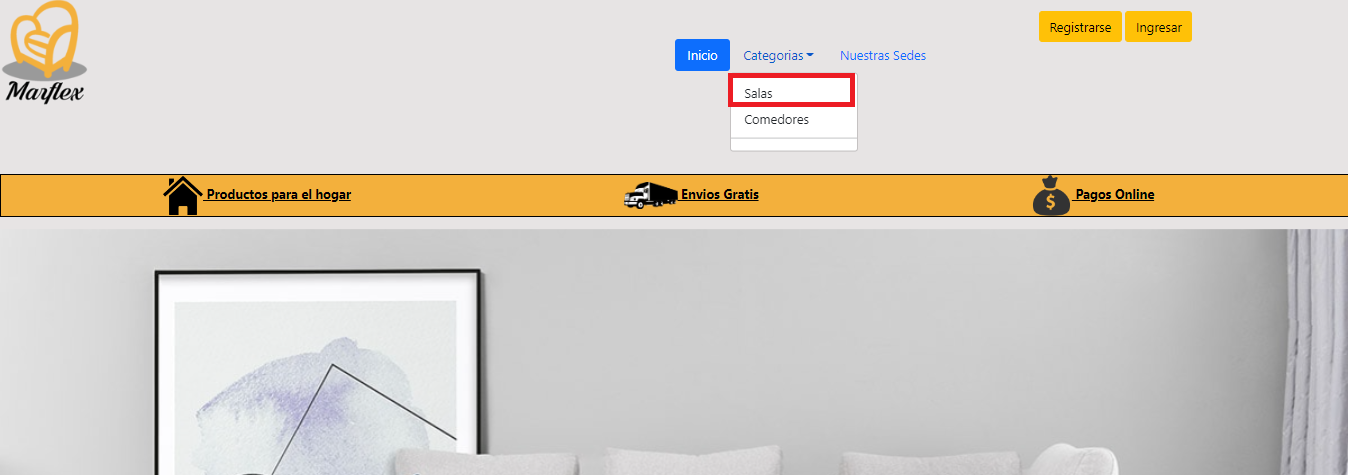 Marflex
Registrarse Ingresar
Inicio Categorias Nuestras Sedes
Salas
Comedores
Productos para el hogar Envios Gratis Pagos Online